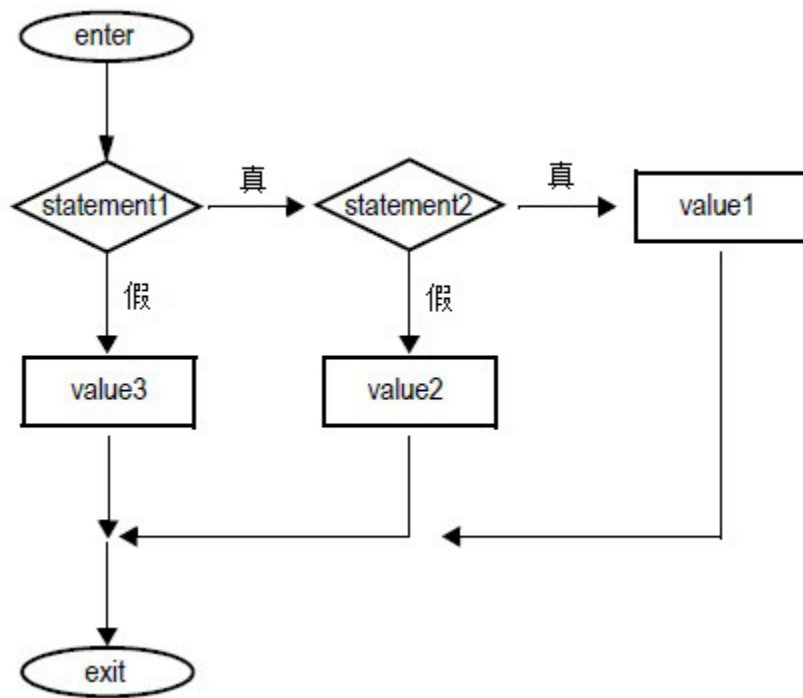 enter
statement1
真
statement2
真
value1
假
假
value3
value2
exit